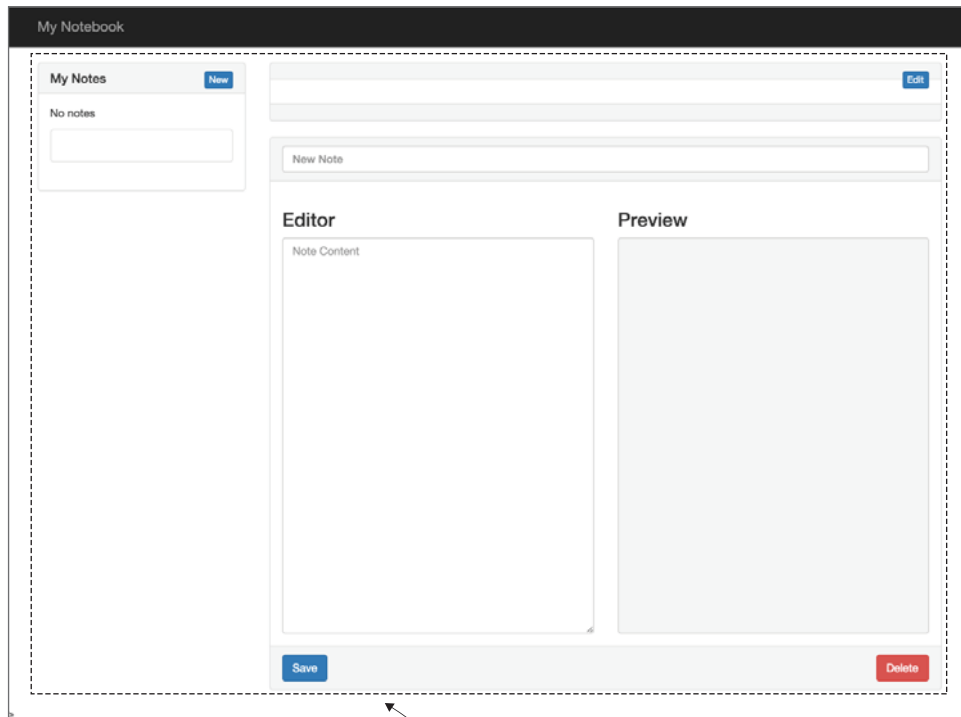 My Notebook
My Notes
New
No notes
Edit
New Note
Editor
Preview
Note Content
Save
Delete